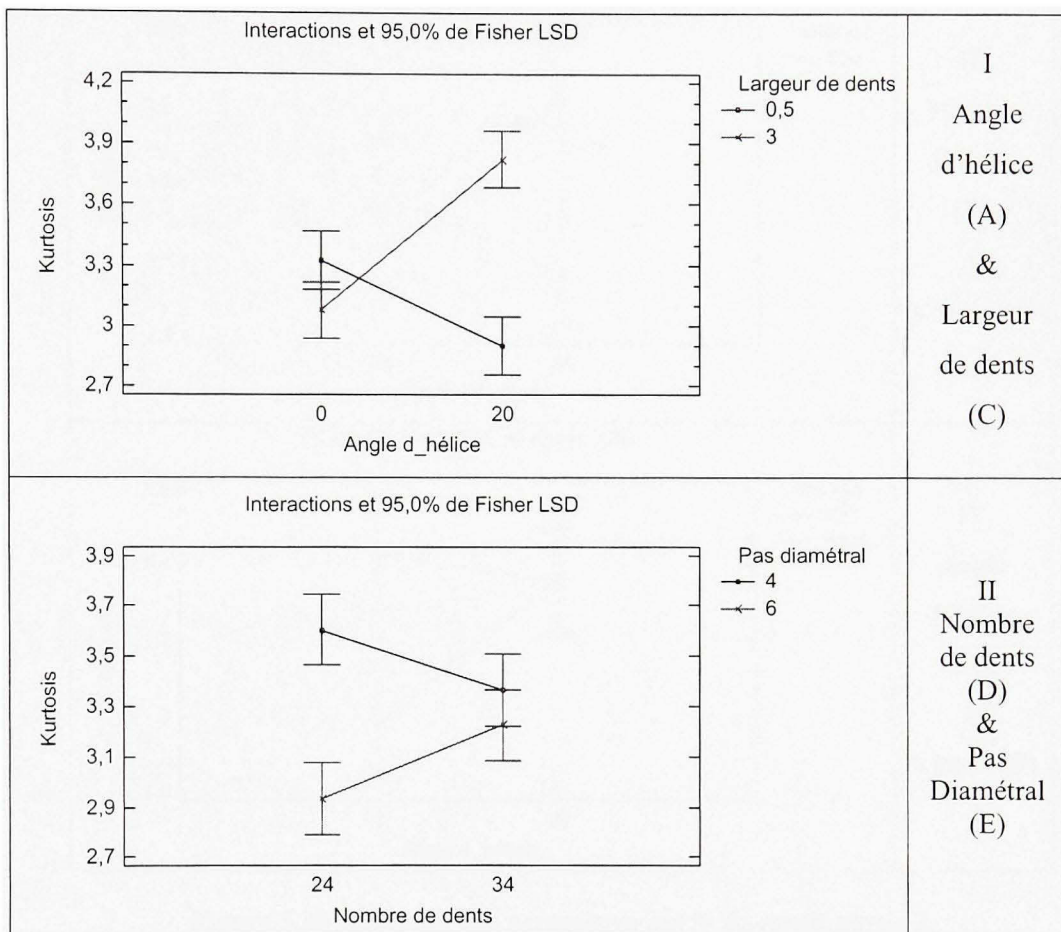 Interactions et 95,0% de Fisher LSD
4,2
3,9
3,6
3,3
3
2,7
Kurtosis
0
20
Angle d_hélice
Largeur de dents
0,5
3
I
Angle
d'hélice
(A)
&
Largeur
de dents
(C)
Interactions et 95,0% de Fisher LSD
3,9
3,7
3,5
3,3
3,1
2,9
2,7
Kurtosis
24
34
Nombre de dents
Pas diamétral
4
6
II
Nombre
de dents
(D)
&
Pas
Diamétral
(E)